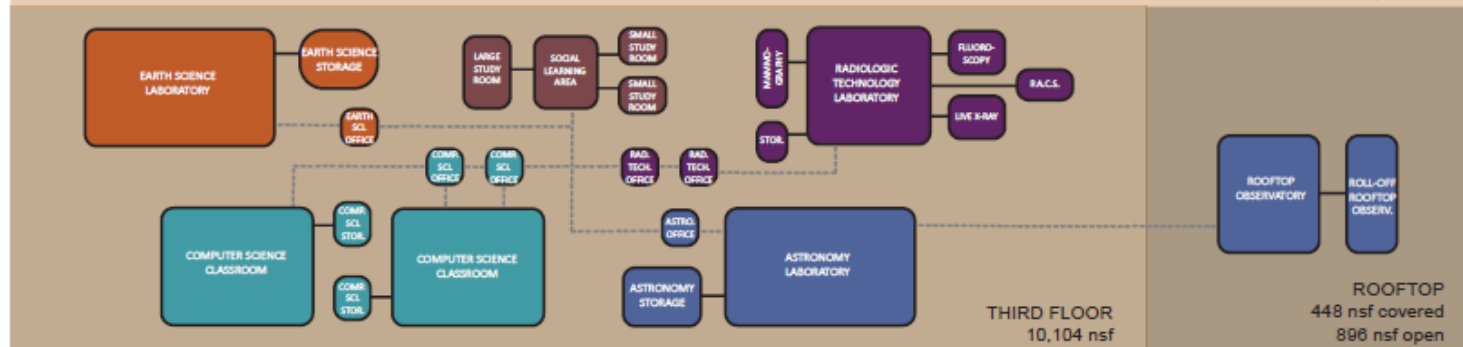 EARTH SCIENCE
LABORATORY
EARTH SCIENCE
STORAGE
EARTH
SCI.
OFFICE
LARGE
STUDY
ROOM
SOCIAL
LEARNING
AREA
SMALL
STUDY
ROOM
SMALL
STUDY
ROOM
MAMMO-
GRAPHY
STOR.
RADIOLOGIC
TECHNOLOGY
LABORATORY
FLUORO-
SCOPY
R.A.C.S.
LIVE X-RAY
COMP.
SCI.
OFFICE
COMP.
SCI.
OFFICE
RAD.
TECH.
OFFICE
RAD.
TECH.
OFFICE
COMPUTER SCIENCE
CLASSROOM
COMP.
SCI.
STOR.
COMP.
SCI.
STOR.
COMPUTER SCIENCE
CLASSROOM
ASTRO.
OFFICE
ASTRONOMY
STORAGE
ASTRONOMY
LABORATORY
ROOFTOP
OBSERVATORY
ROLL-OFF
ROOFTOP
OBSERV.
THIRD FLOOR
10,104 nsf
ROOFTOP
448 nsf covered
896 nsf open